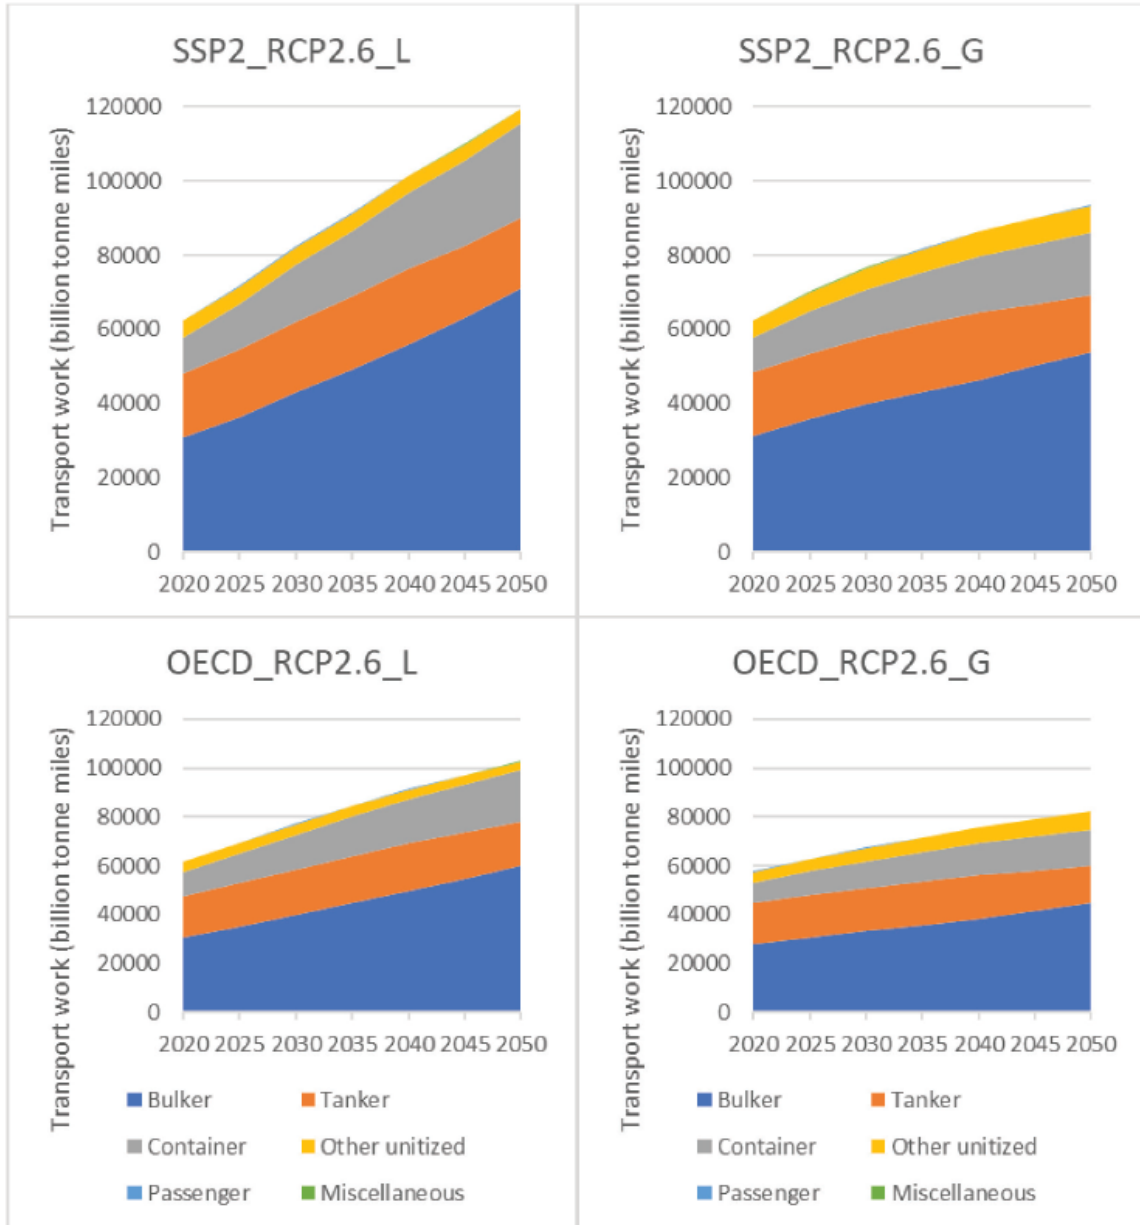 SSP2_RCP2.6_L
Transport work (billion tonne miles)
120000
100000
80000
60000
40000
20000
0
2020 2025 2030 2035 2040 2045 2050
SSP2_RCP2.6_G
Transport work (billion tonne miles)
120000
100000
80000
60000
40000
20000
0
2020 2025 2030 2035 2040 2045 2050
OECD_RCP2.6_L
Transport work (billion tonne miles)
120000
100000
80000
60000
40000
20000
0
2020 2025 2030 2035 2040 2045 2050
Bulker Tanker
Container Other unitized
Passenger Miscellaneous
OECD_RCP2.6_G
Transport work (billion tonne miles)
120000
100000
80000
60000
40000
20000
0
2020 2025 2030 2035 2040 2045 2050
Bulker Tanker
Container Other unitized
Passenger Miscellaneous